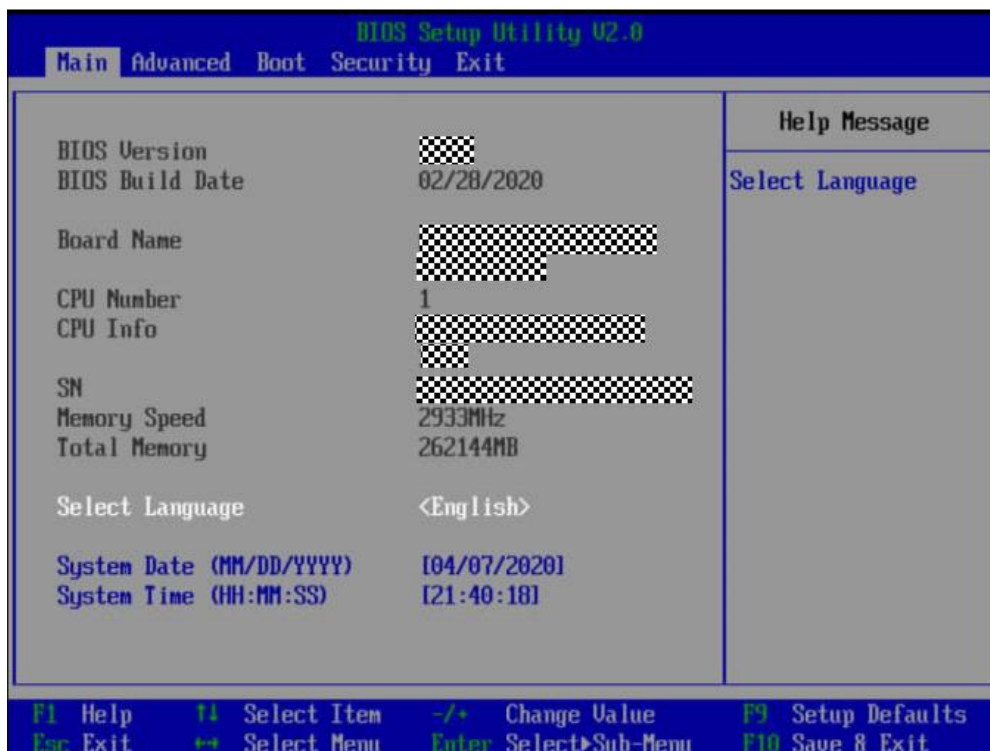 BIOS Setup Utility V2.0
Main Advanced Boot Security Exit
Help Message
Select Language
BIOS Version
BIOS Build Date 02/28/2020
Board Name
CPU Number 1
CPU Info
SN
Memory Speed 2933MHz
Total Memory 262144MB
Select Language <English>
System Date (MM/DD/YYYY) [04/07/2020]
System Time (HH:MM:SS) [21:40:18]
F1 Help ↑↓ Select Item -/+ Change Value F9 Setup Defaults
Esc Exit ↔ Select Menu Enter Select▶Sub-Menu F10 Save & Exit